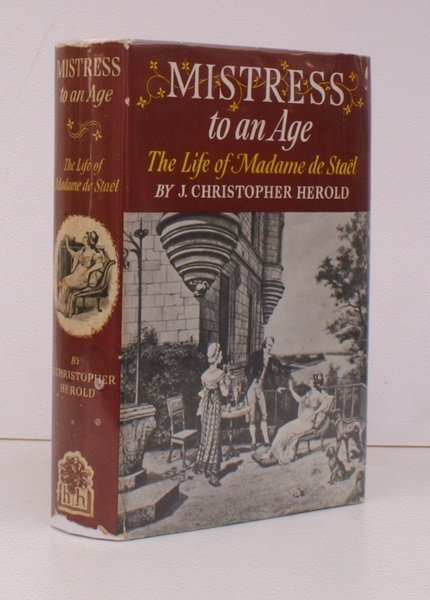 MISTRESS
to an Age
The Life of Madame de Staël
BY J. CHRISTOPHER HEROLD
MISTRESS
to an Age
The Life of
Madame de Staël
BY
J. CHRISTOPHER
HEROLD
h h